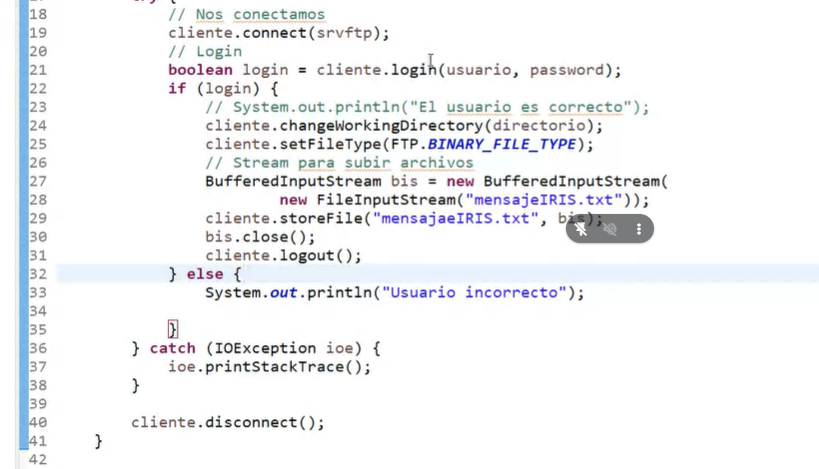 18 // Nos conectamos
19 cliente.connect(srvftp);
20 // Login
21 boolean login = cliente.login(usuario, password);
22 if (login) {
23 // System.out.println("El usuario es correcto");
24 cliente.changeWorkingDirectory(directorio);
25 cliente.setFileType(FTP.BINARY_FILE_TYPE);
26 // Stream para subir archivos
27 BufferedInputStream bis = new BufferedInputStream(
28 new FileInputStream("mensajeIRIS.txt"));
29 cliente.storeFile("mensajaeIRIS.txt", bis);
30 bis.close();
31 cliente.logout();
32 } else {
33 System.out.println("Usuario incorrecto");
34
35 }
36 } catch (IOException ioe) {
37 ioe.printStackTrace();
38 }
39
40 cliente.disconnect();
41 }
42